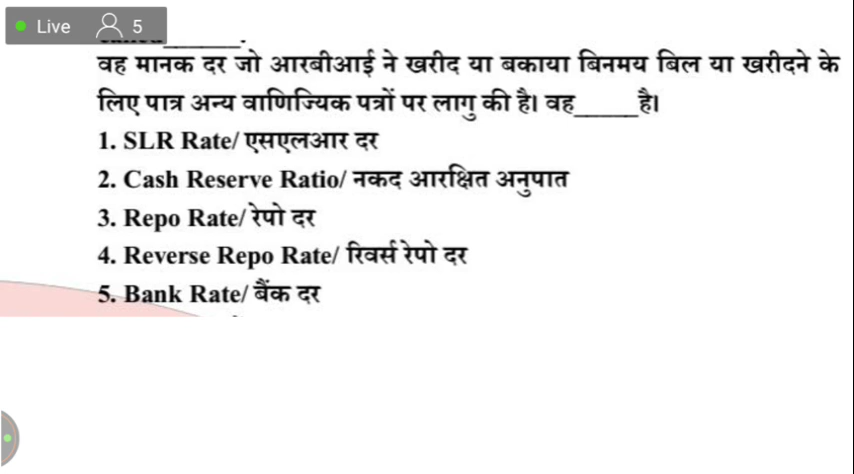 Live 5
वह मानक दर जो आरबीआई ने खरीद या बकाया बिनमय बिल या खरीदने के
लिए पात्र अन्य वाणिज्यिक पत्रों पर लागु की है। वह_____है।
1. SLR Rate/ एसएलआर दर
2. Cash Reserve Ratio/ नकद आरक्षित अनुपात
3. Repo Rate/ रेपो दर
4. Reverse Repo Rate/ रिवर्स रेपो दर
5. Bank Rate/ बैंक दर